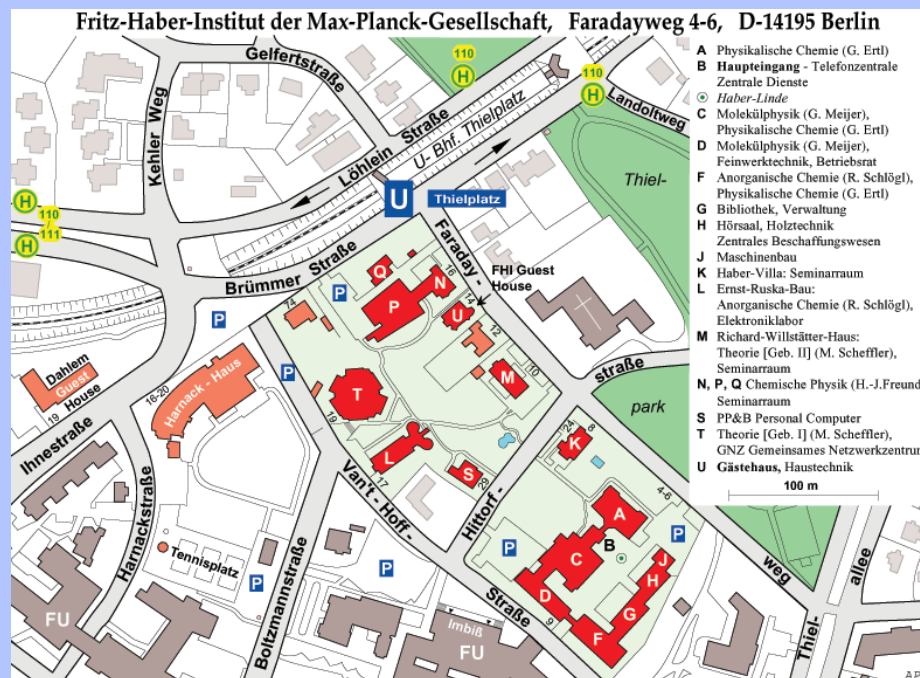 Fritz-Haber-Institut der Max-Planck-Gesellschaft, Faradayweg 4-6, D-14195 Berlin
A Physikalische Chemie (G. Ertl)
B Haupteingang - Telefonzentrale
Zentrale Dienste
Haber-Linde
C Molekülphysik (G. Meijer),
Physikalische Chemie (G. Ertl)
D Molekülphysik (G. Meijer),
Feinwerktechnik, Betriebsrat
F Anorganische Chemie (R. Schlögl),
Physikalische Chemie (G. Ertl)
G Bibliothek, Verwaltung
H Hörsaal, Holztechnik
Zentrales Beschaffungswesen
J Maschinenbau
K Haber-Villa: Seminarraum
L Ernst-Ruska-Bau:
Anorganische Chemie (R. Schlögl),
Elektroniklabor
M Richard-Willstätter-Haus:
Theorie [Geb. II] (M. Scheffler),
Seminarraum
N, P, Q Chemische Physik (H.-J.Freund
Seminarraum
S PP&B Personal Computer
T Theorie [Geb. I] (M. Scheffler),
GNZ Gemeinsames Netzwerkzentrum
U Gästehaus, Haustechnik
100 m
Gelfertstraße
110
H
110
H
Landoltweg
Kehler Weg
Löhlein Straße
U- Bhf. Thielplatz
Thiel-
U
Thielplatz
H
110
111
H
Brümmer Straße
Faraday-
FHI Guest
House
Q
16
N
P
P
14
U
74
12
P
P
M
10
straße
park
Dahlem
Guest
House
19
16-20
Harnack - Haus
T
19
L
17
S
29
24
K
8
Ihnestraße
Harnackstraße
Van't - Hoff -
Straße
Hittorf-
4-6
A
P
P
B
C
J
H
D
G
F
9
weg
Thiel-
allee
Tennisplatz
P
P
Boltzmannstraße
Imbiß
FU
FU